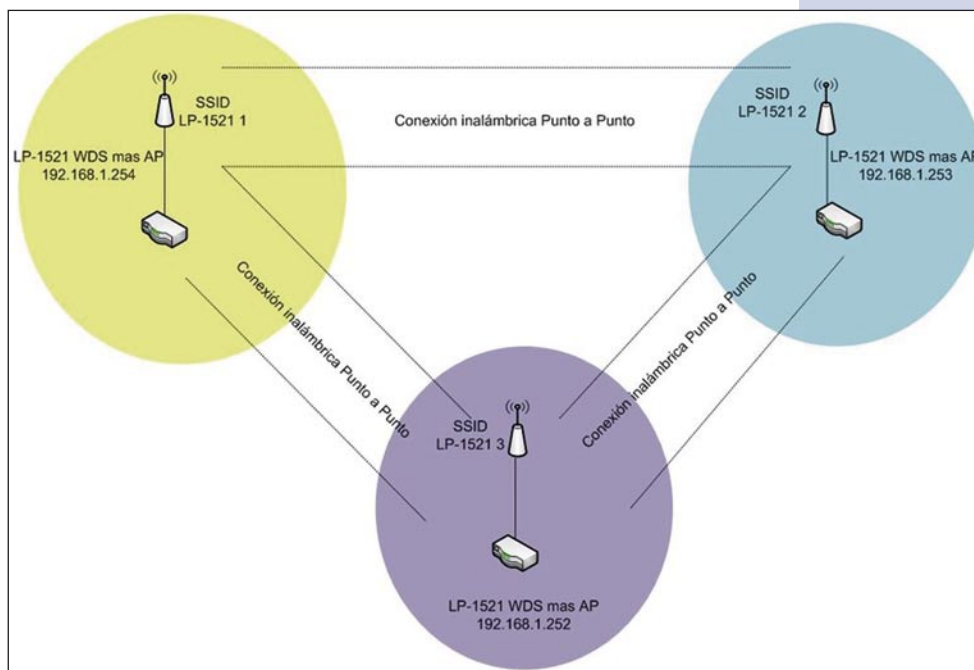 SSID
LP-1521 1
LP-1521 WDS mas AP
192.168.1.254
Conexión inalámbrica Punto a Punto
SSID
LP-1521 2
LP-1521 WDS mas AP
192.168.1.253
Conexión inalámbrica Punto a Punto
Conexión inalámbrica Punto a Punto
SSID
LP-1521 3
LP-1521 WDS mas AP
192.168.1.252